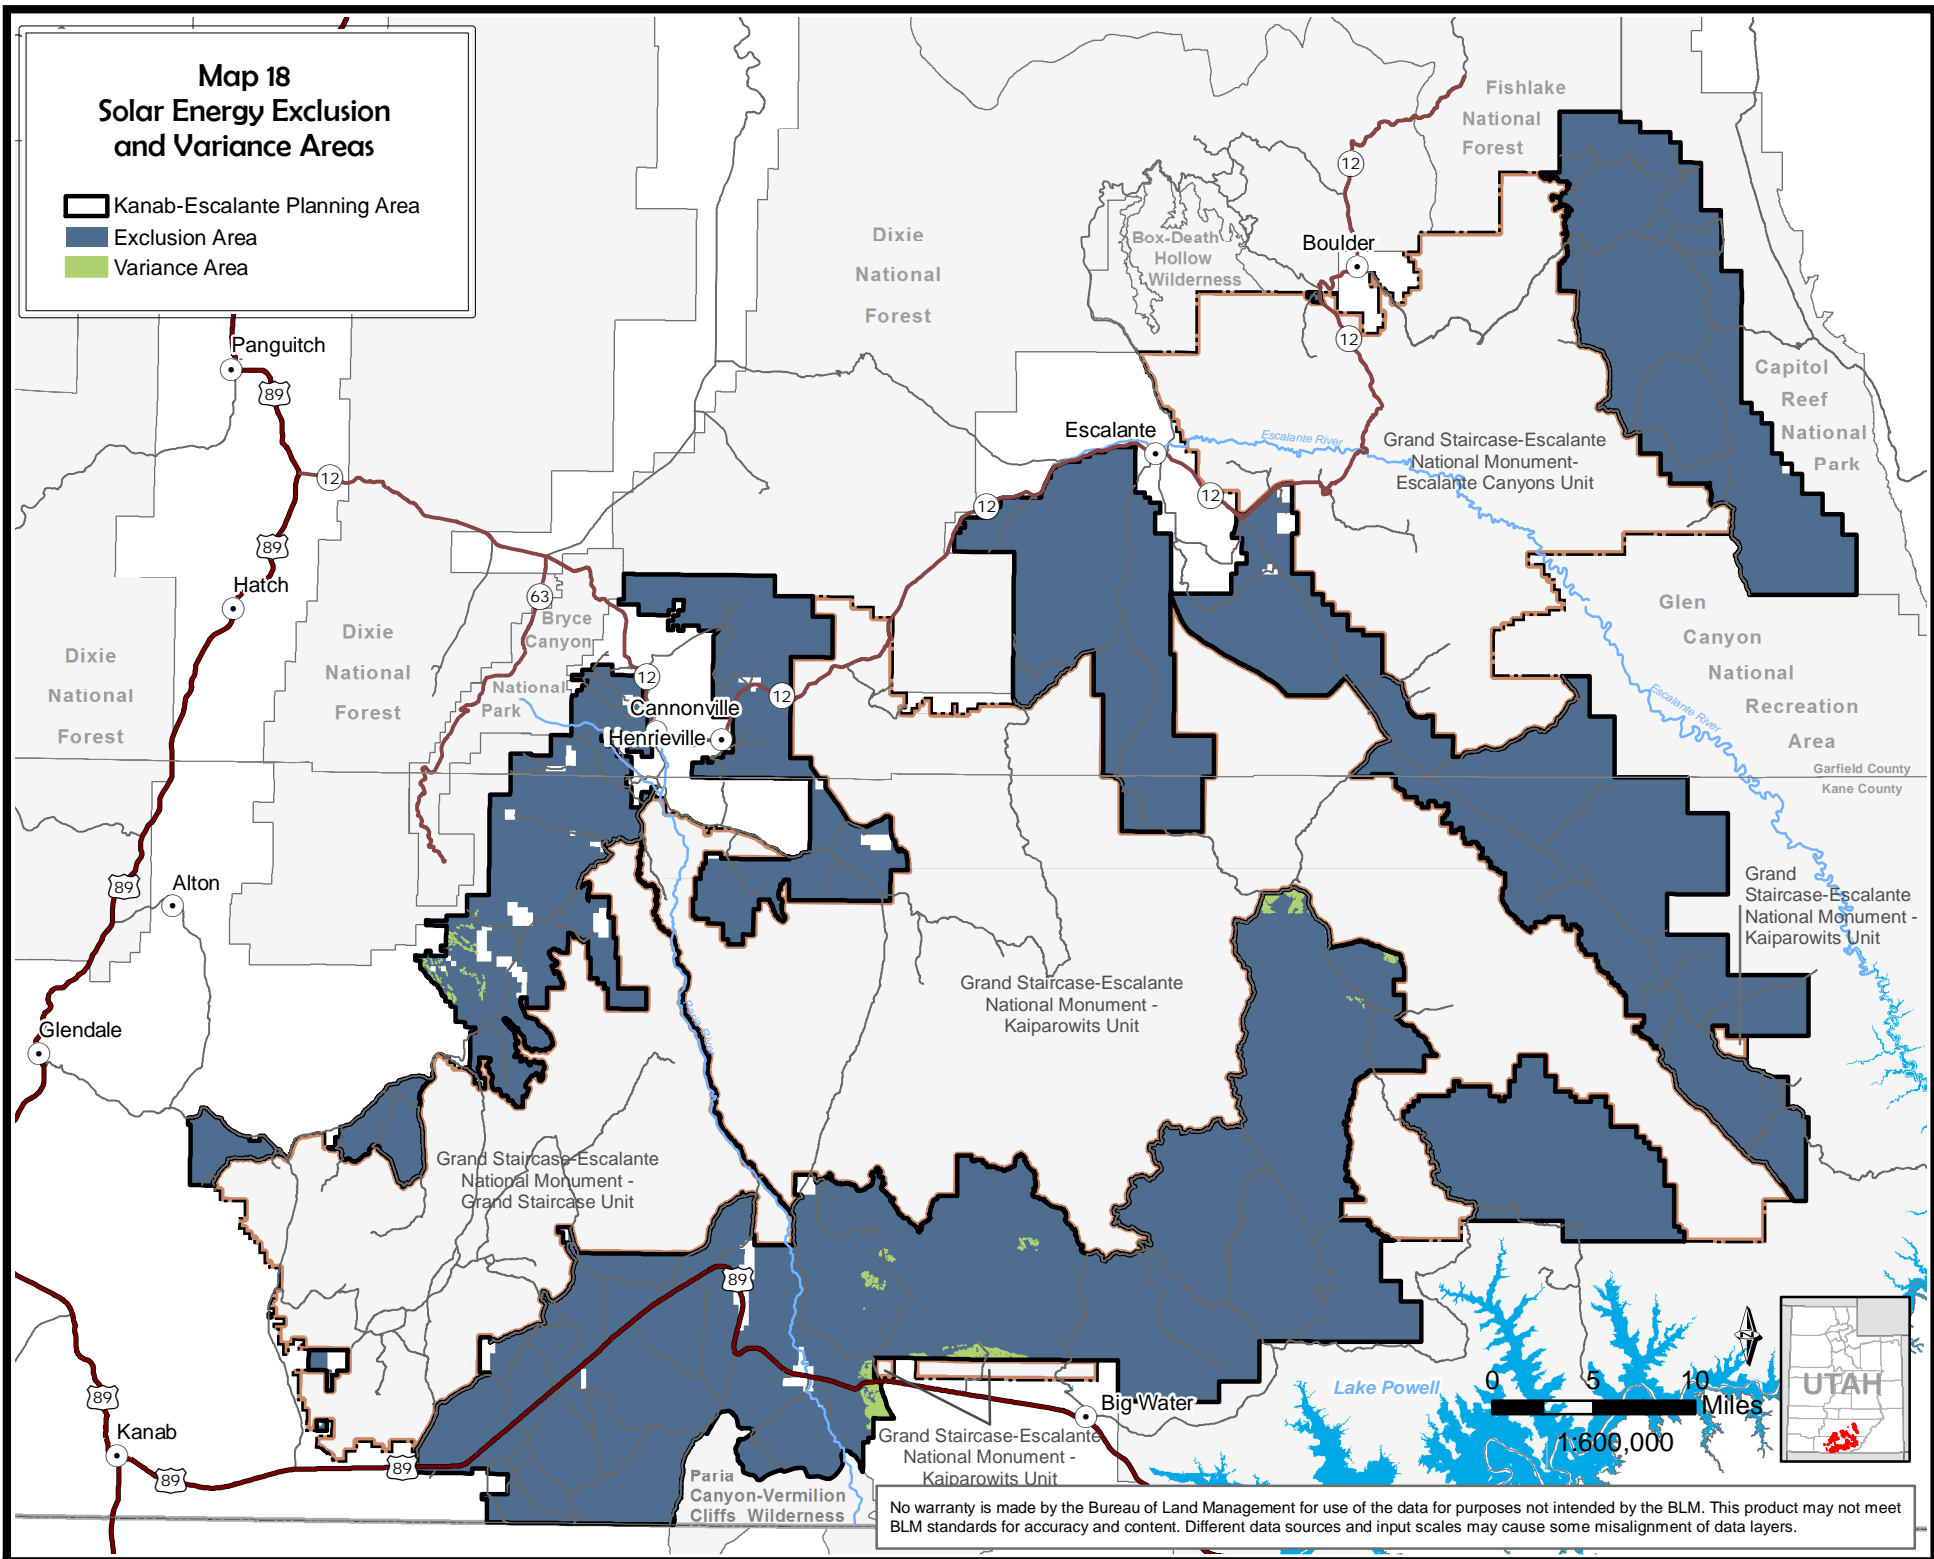 Map 18
Solar Energy Exclusion
and Variance Areas
Kanab-Escalante Planning Area
Exclusion Area
Variance Area
Fishlake
National
Forest
12
Dixie
National
Forest
Box-Death
Hollow
Wilderness
Boulder
12
Panguitch
89
Capitol
Reef
National
Park
Escalante
Escalante River
Grand Staircase-Escalante
National Monument-
Escalante Canyons Unit
12
12
12
89
Hatch
63
Bryce
Canyon
National
Park
Dixie
National
Forest
Dixie
National
Forest
Glen
Canyon
National
Recreation
Area
Escalante River
12
12
Cannonville
Henrieville
Garfield County
Kane County
89
Alton
Grand
Staircase-Escalante
National Monument -
Kaiparowits Unit
Grand Staircase-Escalante
National Monument -
Kaiparowits Unit
Paria River
Glendale
Grand Staircase-Escalante
National Monument -
Grand Staircase Unit
89
89
Kanab
89
89
Big Water
Grand Staircase-Escalante
National Monument -
Kaiparowits Unit
Paria
Canyon-Vermilion
Cliffs Wilderness
Lake Powell
N
0 5 10
Miles
1:600,000
UTAH
No warranty is made by the Bureau of Land Management for use of the data for purposes not intended by the BLM. This product may not meet
BLM standards for accuracy and content. Different data sources and input scales may cause some misalignment of data layers.